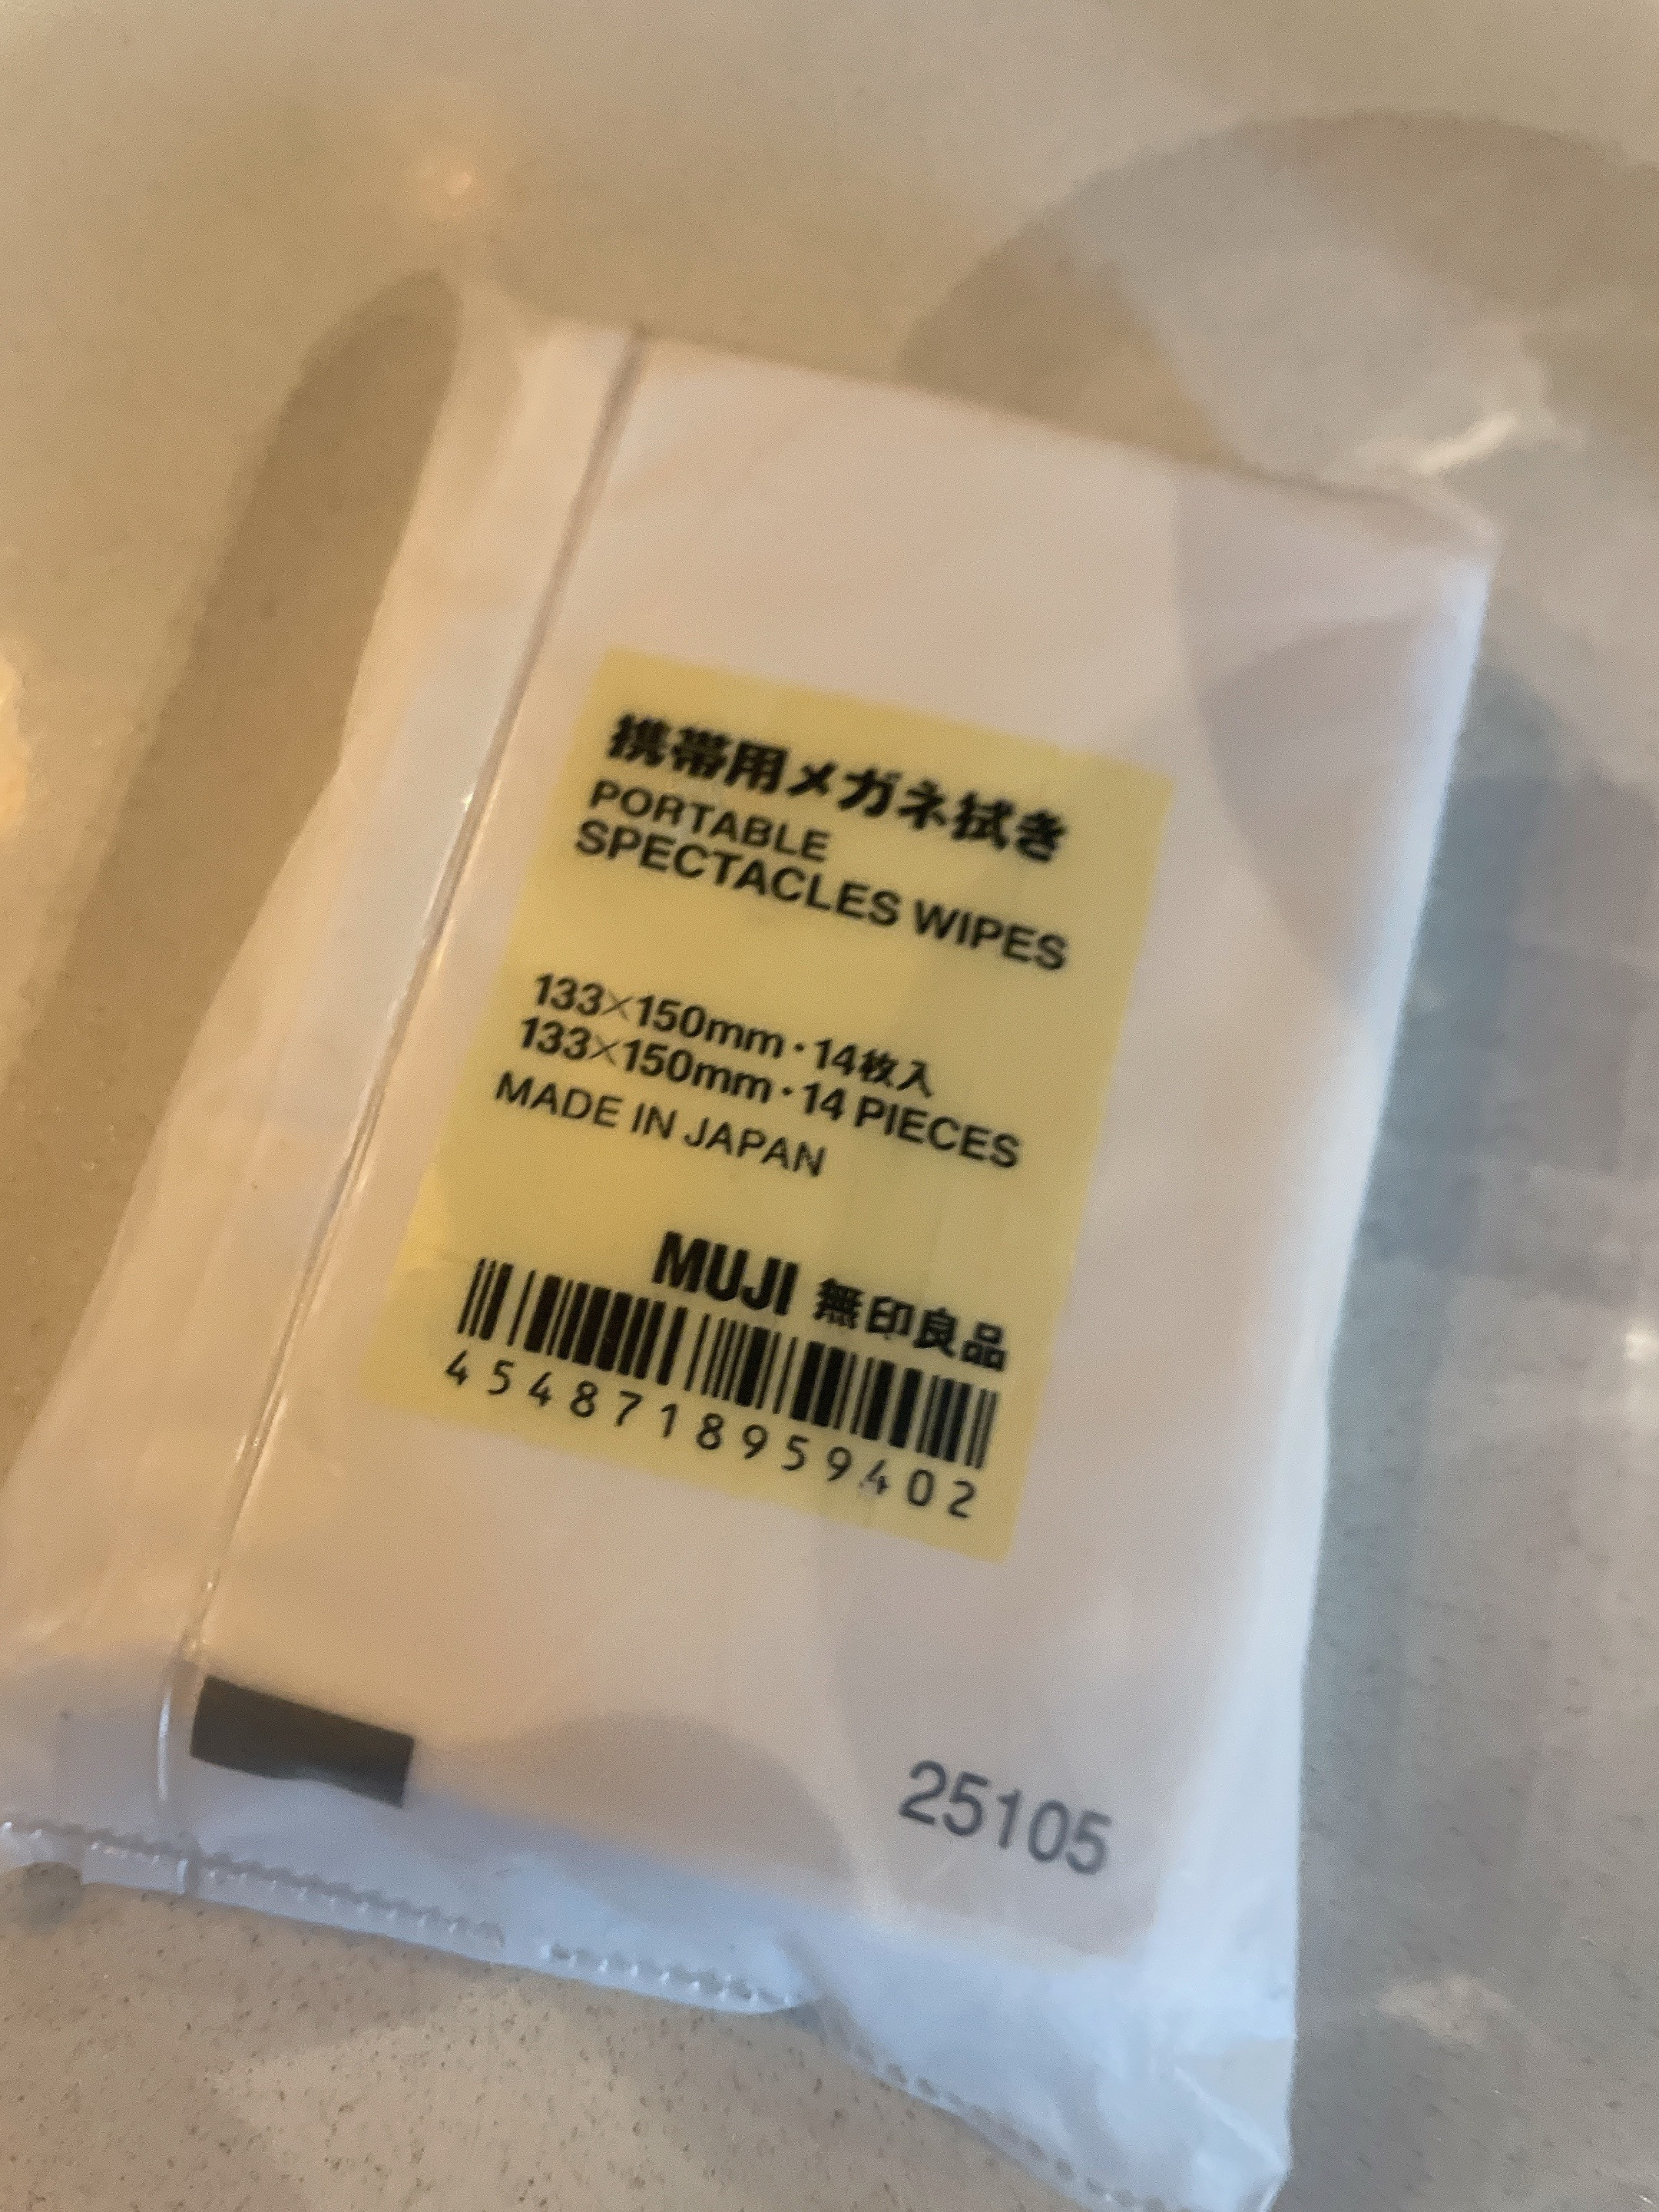 携帯用メガネ拭き
PORTABLE
SPECTACLES WIPES
133×150mm・14枚入
133×150mm・14 PIECES
MADE IN JAPAN
MUJI 無印良品
4548718959402
25105